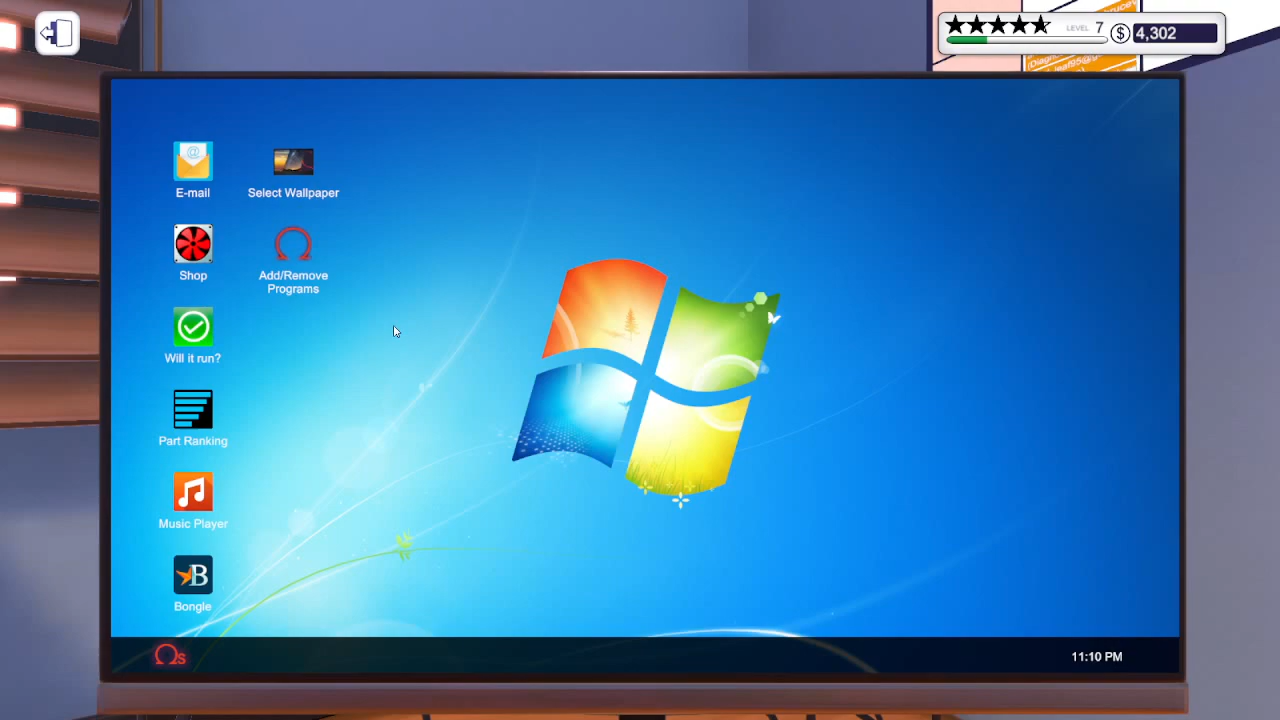 LEVEL 7
$ 4,302
E-mail
Select Wallpaper
Shop
Add/Remove
Programs
Will it run?
Part Ranking
Music Player
B
Bongle
Ωs
11:10 PM